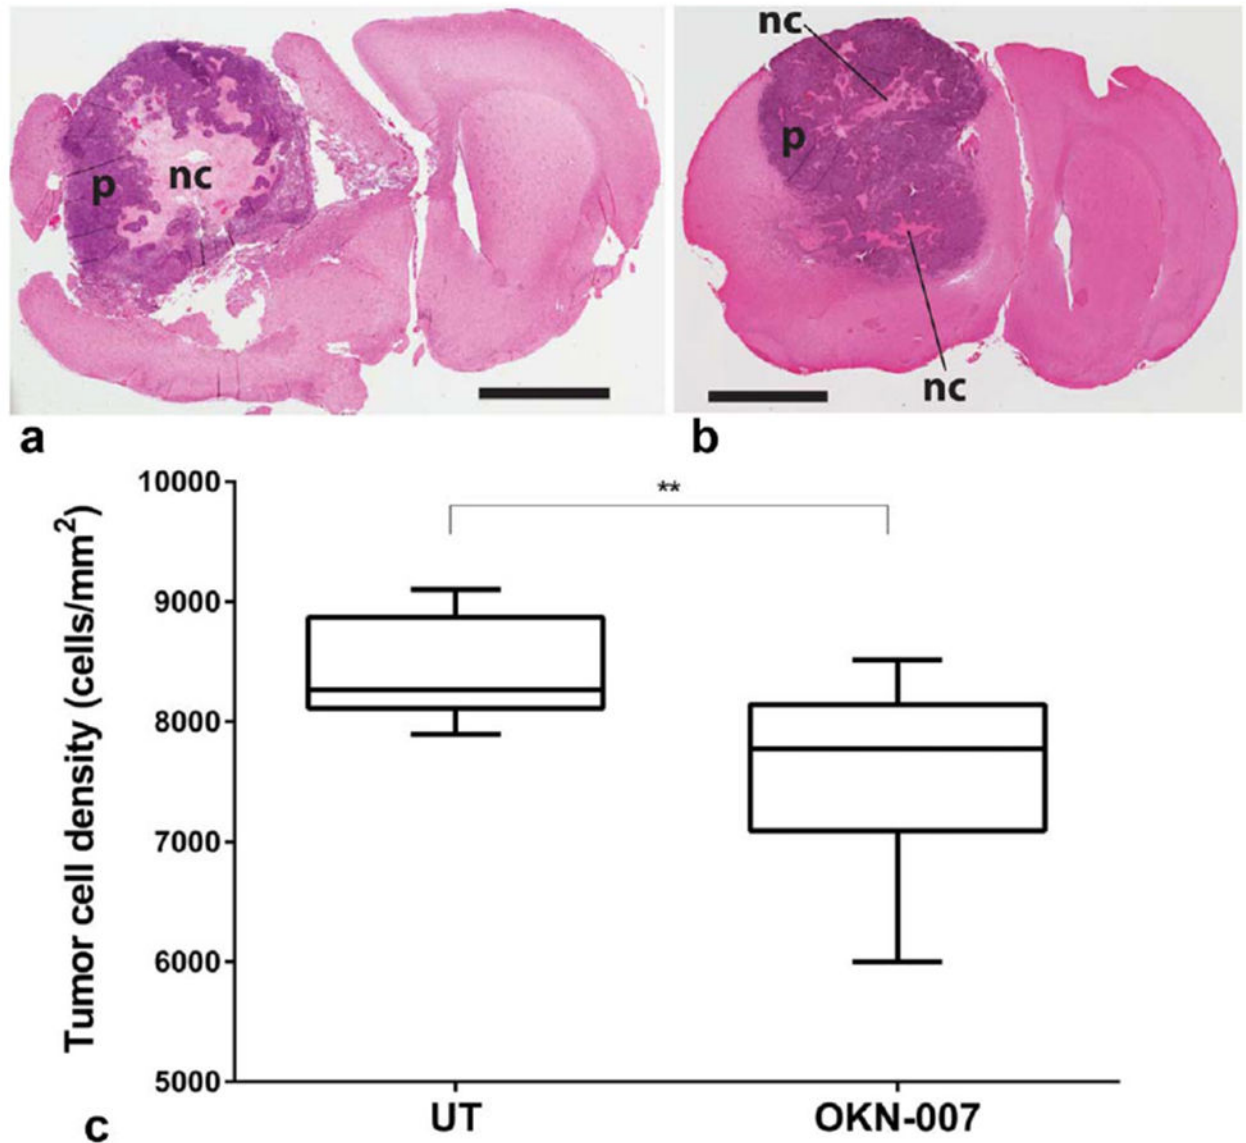 nc
p
nc
p
nc
a
b
**
10000
9000
8000
7000
6000
5000
Tumor cell density (cells/mm²)
UT
OKN-007
c